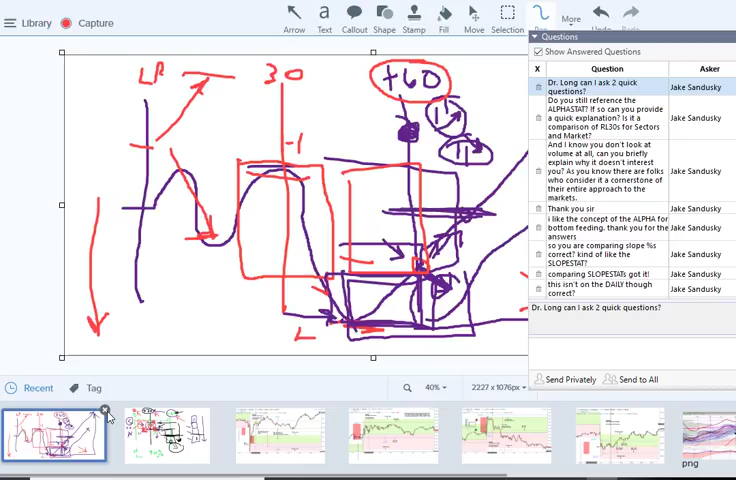 Library
Capture
Arrow
Text
Callout
Shape
Stamp
Fill
Move
Selection
Pen
More
Undo
Redo
LR
30
+60
-1
L
Questions
Show Answered Questions
X
Question
Asker
Dr. Long can I ask 2 quick
questions?
Jake Sandusky
Do you still reference the
ALPHASTAT? If so can you provide
a quick explanation? Is it a
comparison of RL30s for Sectors
and Market?
Jake Sandusky
And I know you don't look at
volume at all, can you briefly
explain why it doesn't interest
you? As you know there are folks
who consider it a cornerstone of
their entire approach to the
markets.
Jake Sandusky
Thank you sir
Jake Sandusky
i like the concept of the ALPHA for
bottom feeding. thank you for the
answers
Jake Sandusky
so you are comparing slope %s
correct? kind of like the
SLOPESTAT?
Jake Sandusky
comparing SLOPESTATs got it!
Jake Sandusky
this isn't on the DAILY though
correct?
Jake Sandusky
Dr. Long can I ask 2 quick questions?
Send Privately
Send to All
Recent
Tag
40%
2227 x 1076px
png